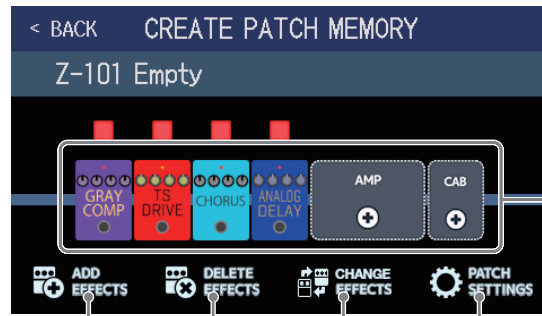 < BACK CREATE PATCH MEMORY
Z-101 Empty
GRAY
COMP
TS
DRIVE
CHORUS
ANALOG
DELAY
AMP
CAB
ADD
EFFECTS
DELETE
EFFECTS
CHANGE
EFFECTS
PATCH
SETTINGS